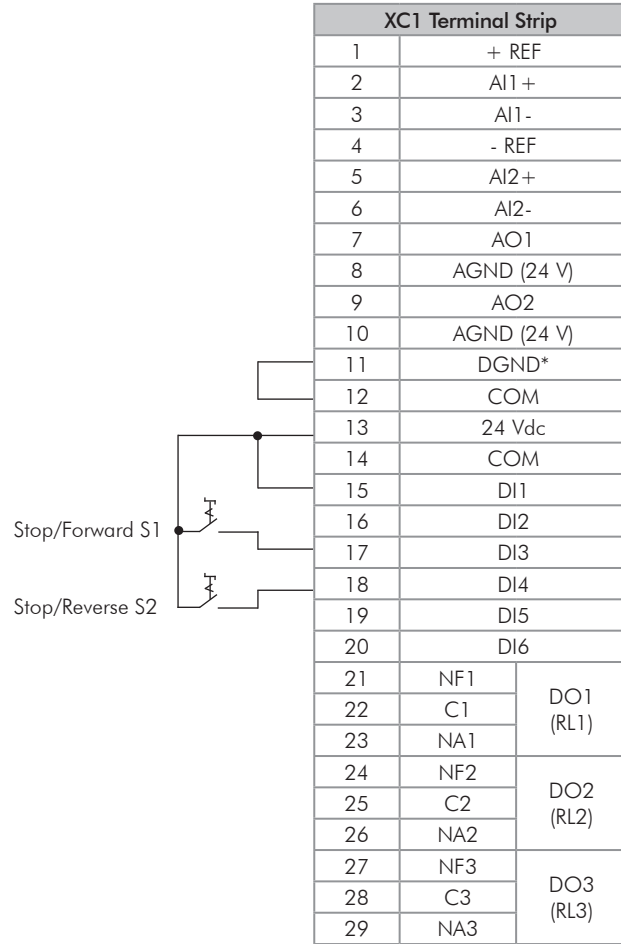 XC1 Terminal Strip
1 + REF
2 AI1+
3 AI1-
4 - REF
5 AI2+
6 AI2-
7 AO1
8 AGND (24 V)
9 AO2
10 AGND (24 V)
11 DGND*
12 COM
13 24 Vdc
14 COM
15 DI1
16 DI2
17 DI3
18 DI4
19 DI5
20 DI6
Stop/Forward S1
Stop/Reverse S2
21 NF1
22 C1
23 NA1
DO1
(RL1)
24 NF2
25 C2
26 NA2
DO2
(RL2)
27 NF3
28 C3
29 NA3
DO3
(RL3)